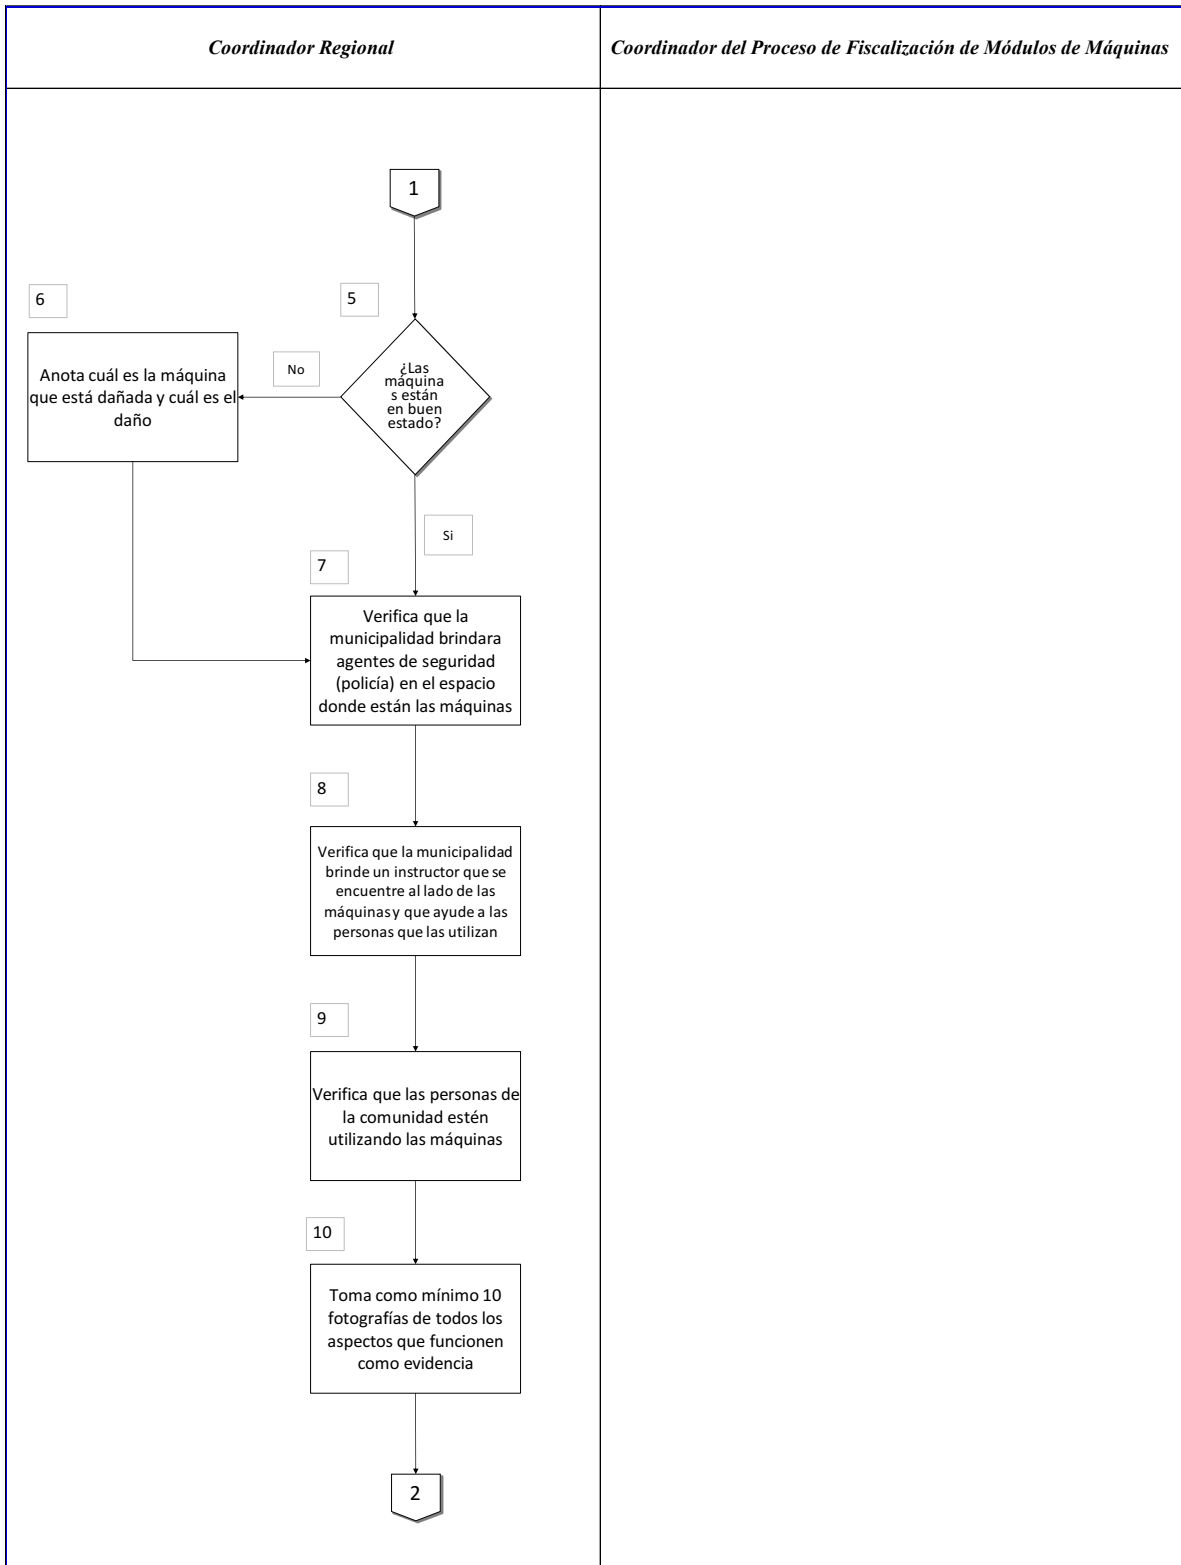 Coordinador Regional
Coordinador del Proceso de Fiscalización de Módulos de Máquinas
1
5
¿Las
máquina
s están
en buen
estado?
No
6
Anota cuál es la máquina
que está dañada y cuál es el
daño
Si
7
Verifica que la
municipalidad brindara
agentes de seguridad
(policía) en el espacio
donde están las máquinas
8
Verifica que la municipalidad
brinde un instructor que se
encuentre al lado de las
máquinas y que ayude a las
personas que las utilizan
9
Verifica que las personas de
la comunidad estén
utilizando las máquinas
10
Toma como mínimo 10
fotografías de todos los
aspectos que funcionen
como evidencia
2